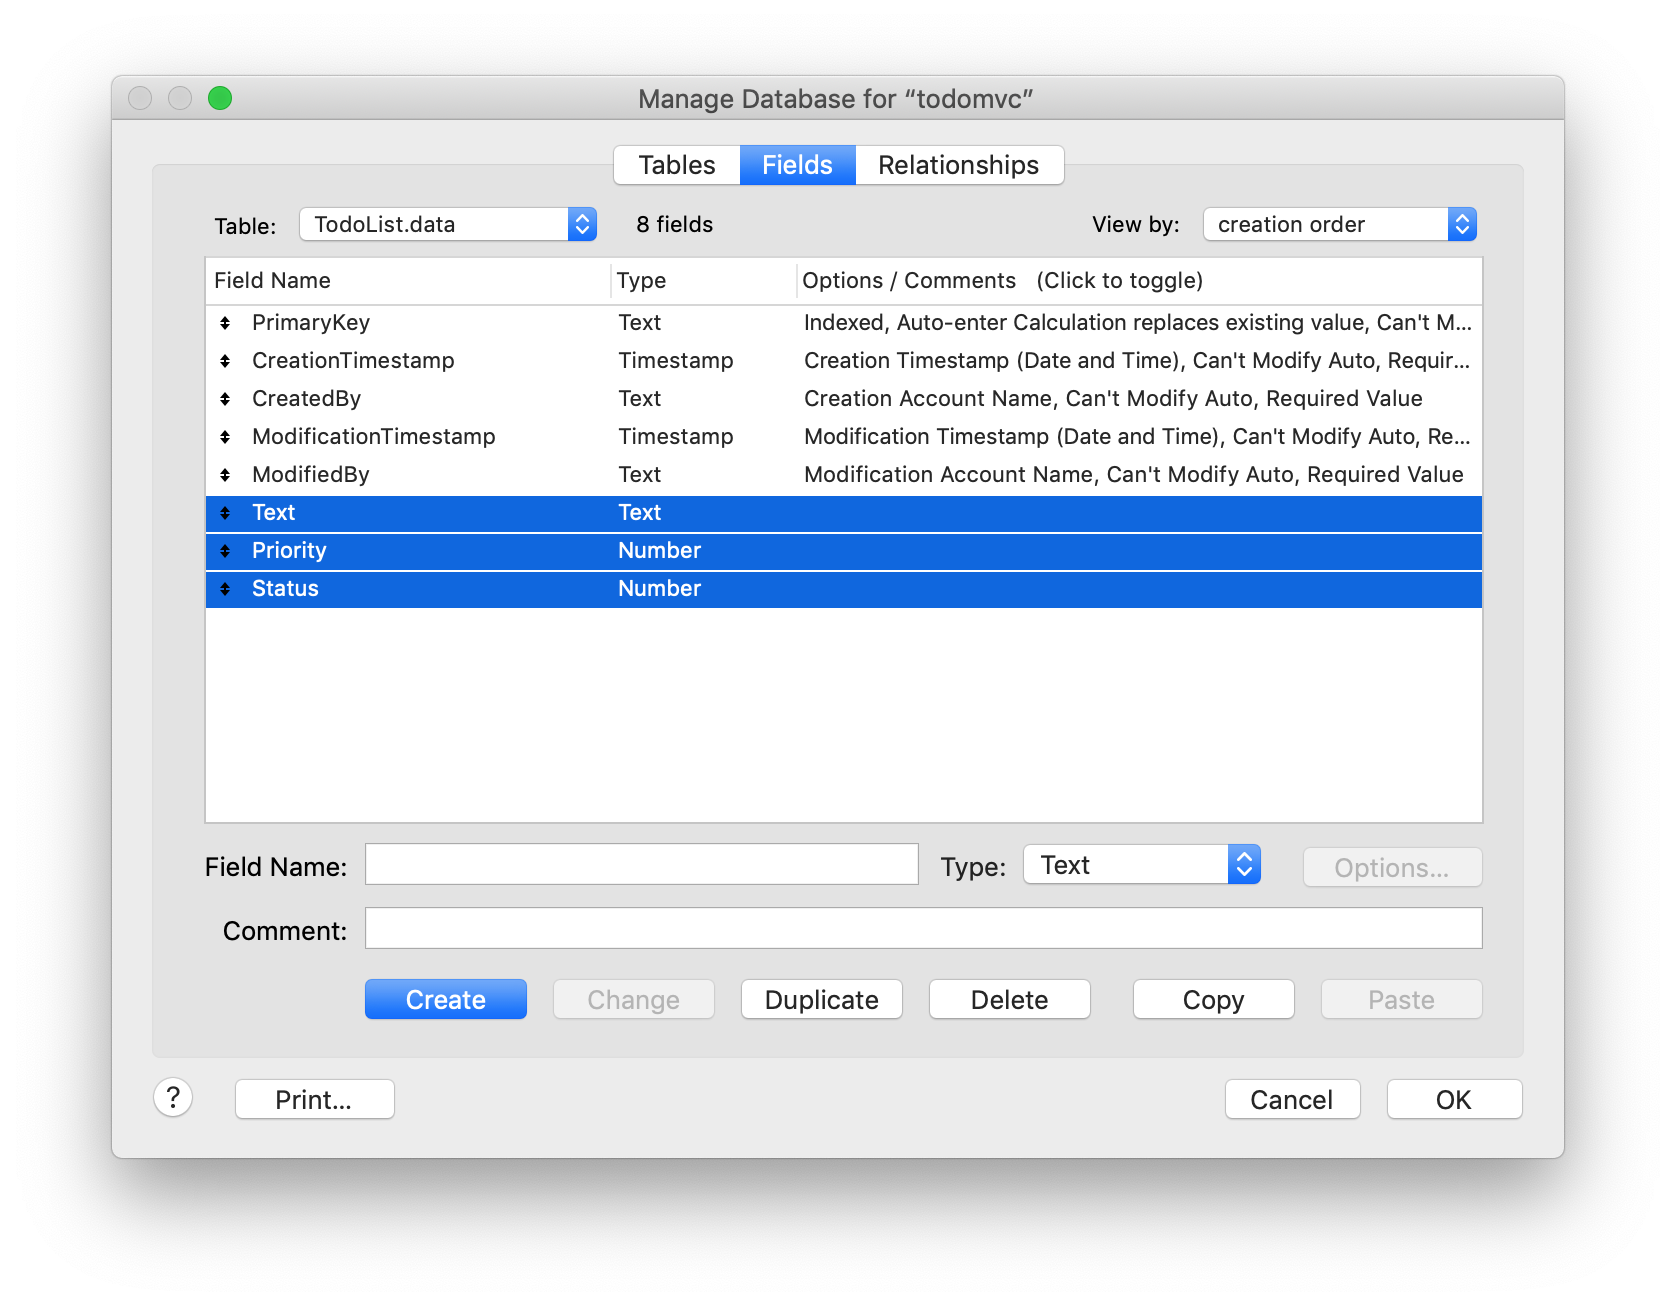 Manage Database for “todomvc”
Tables Fields Relationships
Table: TodoList.data 8 fields View by: creation order
Field Name Type Options / Comments (Click to toggle)
PrimaryKey Text Indexed, Auto-enter Calculation replaces existing value, Can't M...
CreationTimestamp Timestamp Creation Timestamp (Date and Time), Can't Modify Auto, Requir...
CreatedBy Text Creation Account Name, Can't Modify Auto, Required Value
ModificationTimestamp Timestamp Modification Timestamp (Date and Time), Can't Modify Auto, Re...
ModifiedBy Text Modification Account Name, Can't Modify Auto, Required Value
Text Text
Priority Number
Status Number
Field Name: Type: Text Options...
Comment:
Create Change Duplicate Delete Copy Paste
? Print... Cancel OK